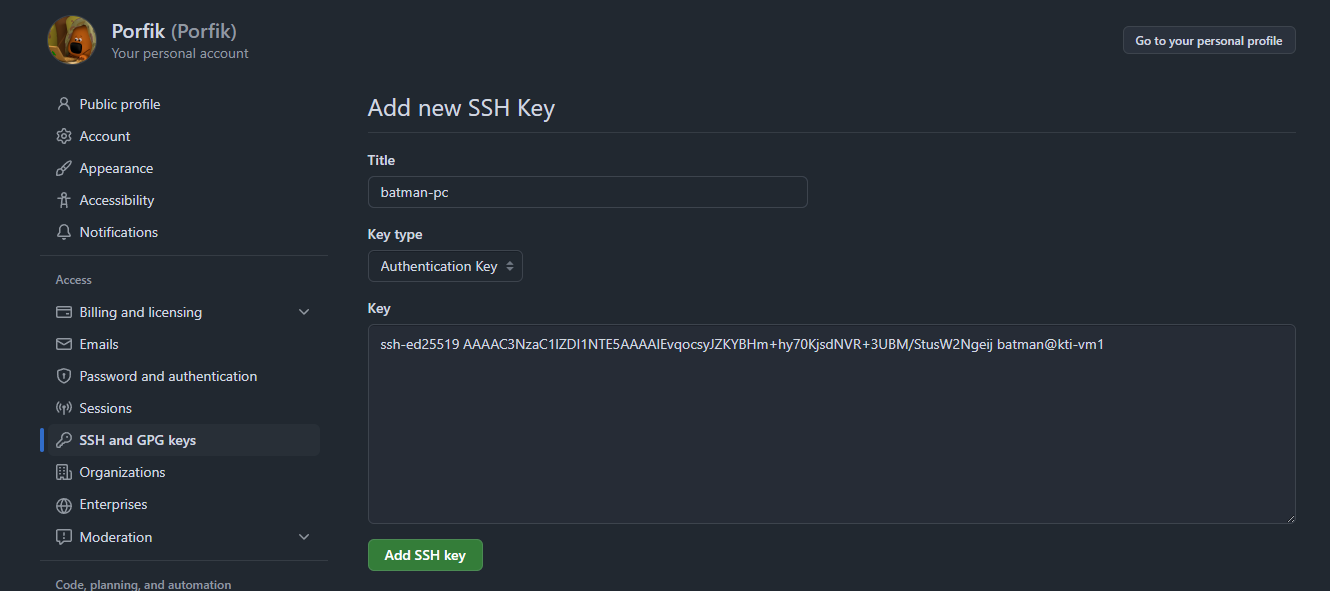 Porfik (Porfik)
Your personal account
Go to your personal profile
Public profile
Account
Appearance
Accessibility
Notifications
Access
Billing and licensing
Emails
Password and authentication
Sessions
SSH and GPG keys
Organizations
Enterprises
Moderation
Code, planning, and automation
Add new SSH Key
Title
batman-pc
Key type
Authentication Key
Key
ssh-ed25519 AAAAC3NzaC1lZDI1NTE5AAAAIEvqocsyJZKYBHm+hy70KjsdNVR+3UBM/StusW2Ngeij batman@kti-vm1
Add SSH key